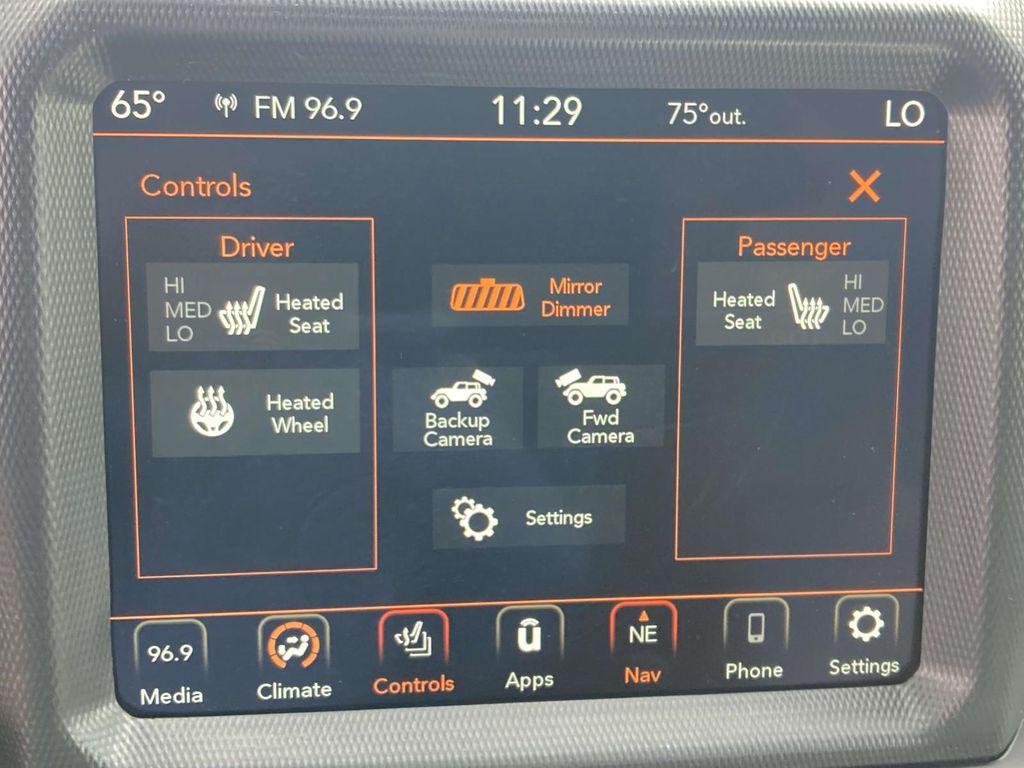 65° FM 96.9 11:29 75°out. LO
Controls
Driver
HI
MED
LO
Heated
Seat
Heated
Wheel
Mirror
Dimmer
Backup
Camera
Fwd
Camera
Settings
Passenger
Heated
Seat
HI
MED
LO
96.9
Media
Climate
Controls
u
Apps
NE
Nav
Phone
Settings